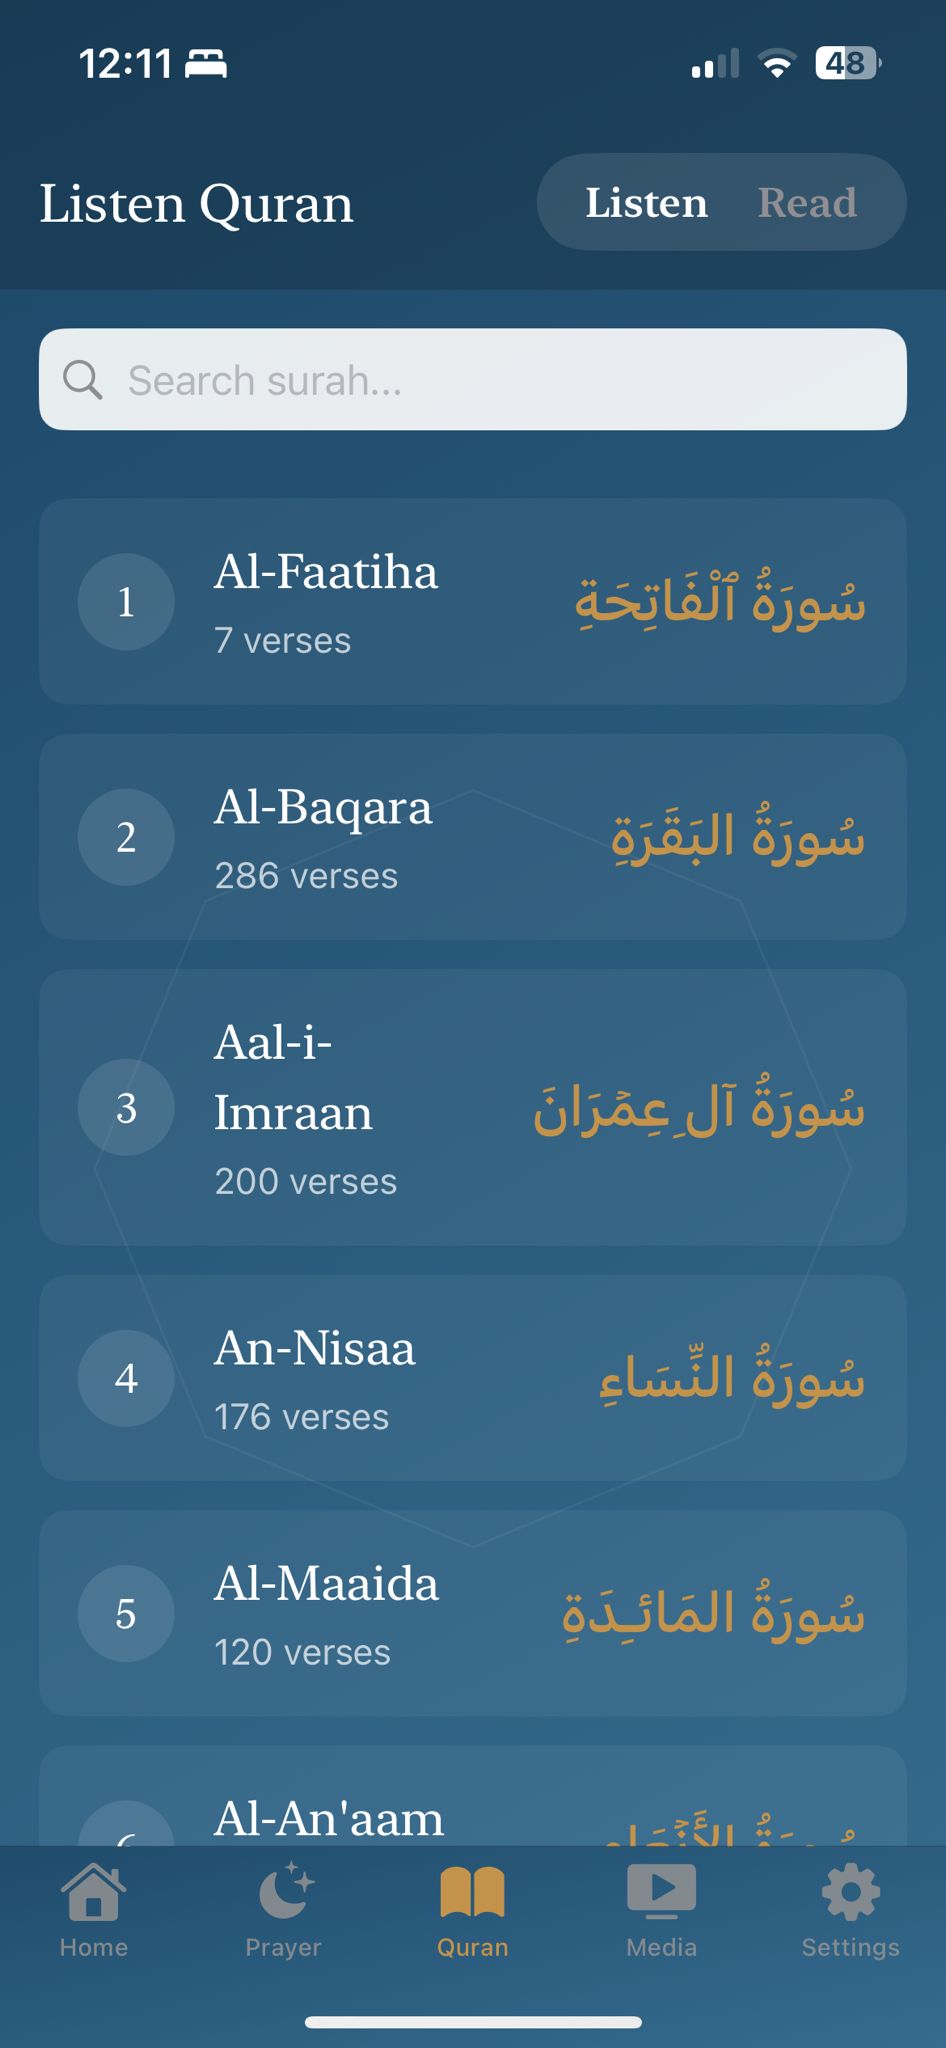 12:11
48
Listen Quran
Listen Read
Search surah...
1
Al-Faatiha
7 verses
سُورَةُ ٱلْفَاتِحَةِ
2
Al-Baqara
286 verses
سُورَةُ البَقَرَةِ
3
Aal-i-
Imraan
200 verses
سُورَةُ آلِ عِمۡرَانَ
4
An-Nisaa
176 verses
سُورَةُ النِّسَاءِ
5
Al-Maaida
120 verses
سُورَةُ المَائـِدَةِ
Al-An'aam
Home
Prayer
Quran
Media
Settings